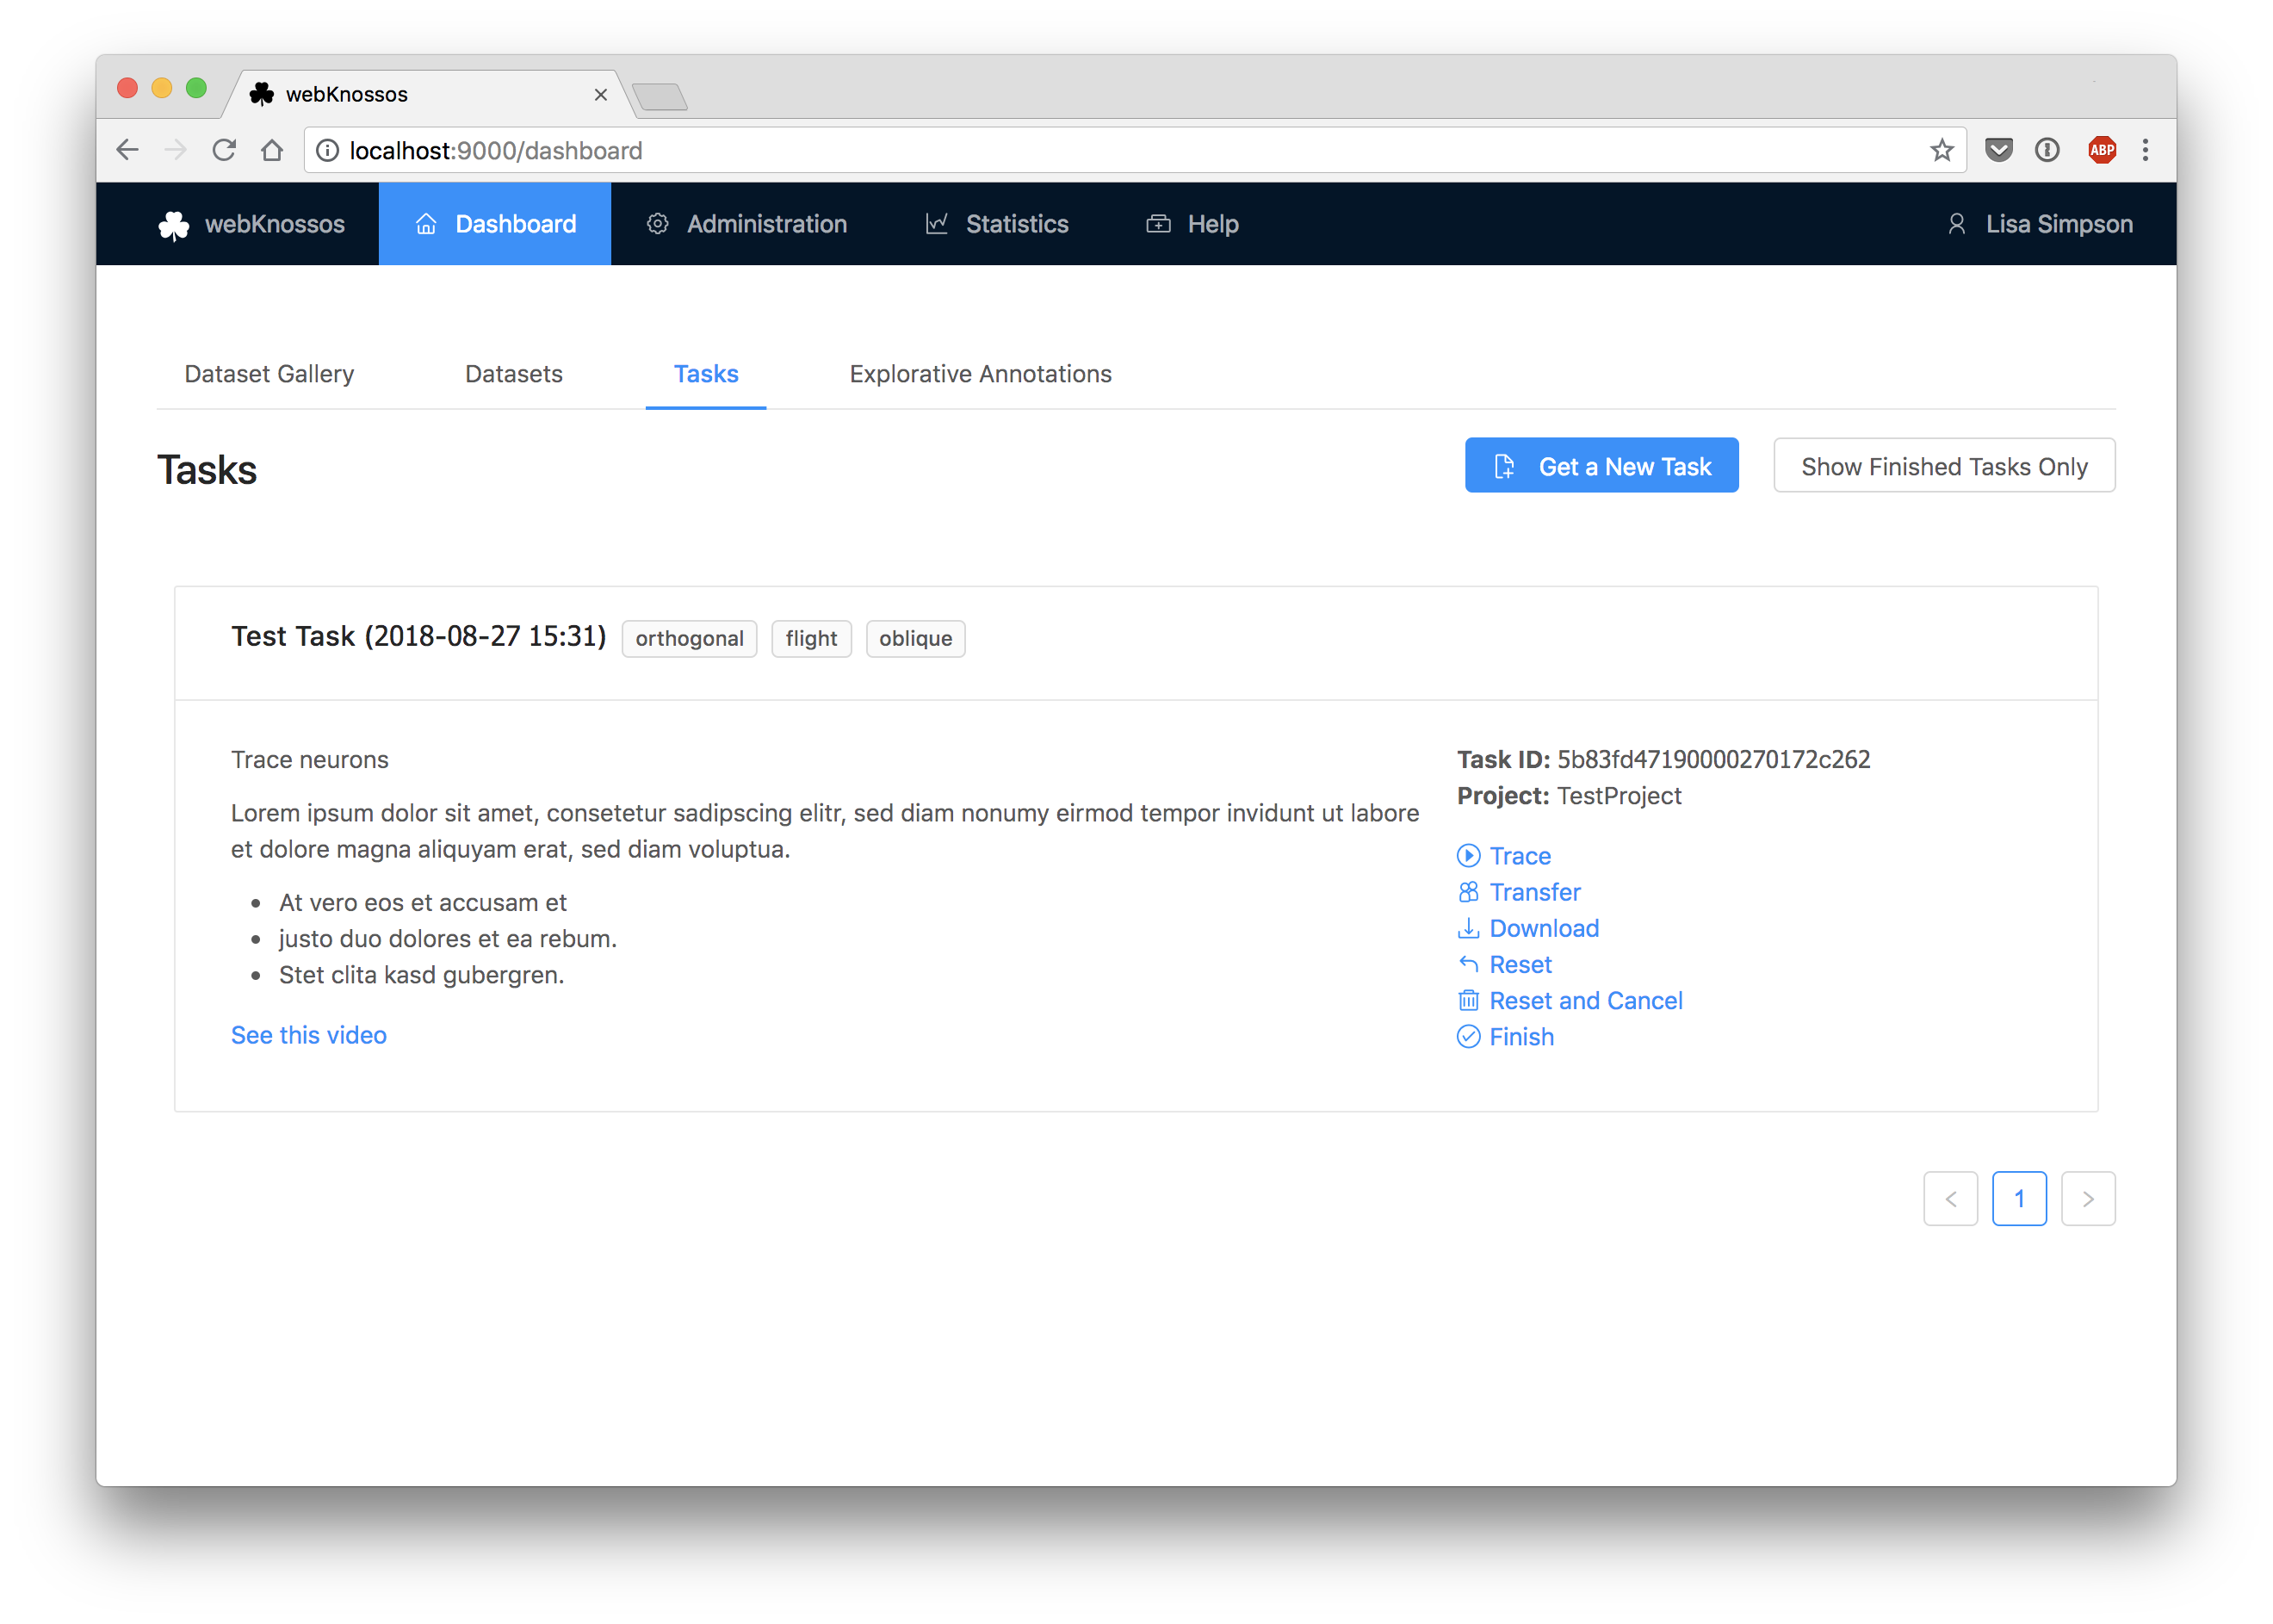 webKnossos
localhost:9000/dashboard
ABP
webKnossos Dashboard Administration Statistics Help Lisa Simpson
Dataset Gallery Datasets Tasks Explorative Annotations
Tasks
Get a New Task Show Finished Tasks Only
Test Task (2018-08-27 15:31) orthogonal flight oblique
Trace neurons
Lorem ipsum dolor sit amet, consetetur sadipscing elitr, sed diam nonumy eirmod tempor invidunt ut labore
et dolore magna aliquyam erat, sed diam voluptua.
• At vero eos et accusam et
• justo duo dolores et ea rebum.
• Stet clita kasd gubergren.
See this video
Task ID: 5b83fd47190000270172c262
Project: TestProject
Trace
Transfer
Download
Reset
Reset and Cancel
Finish
< 1 >